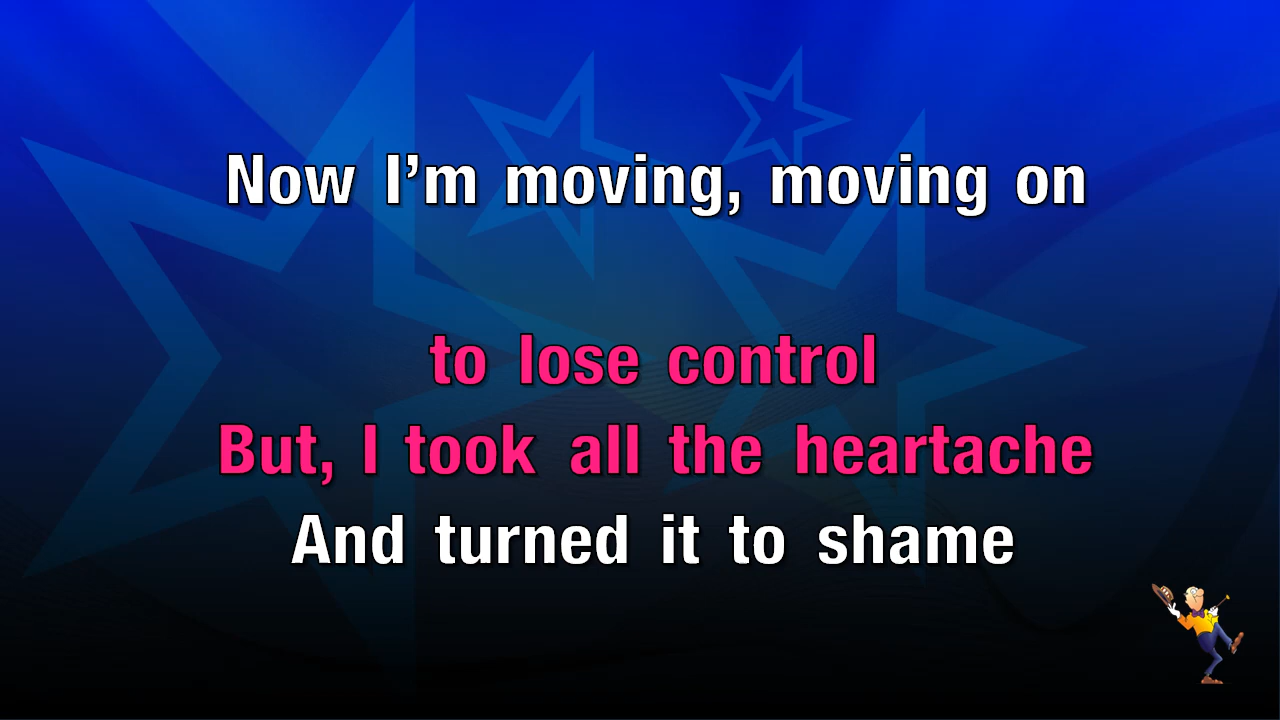 Now I’m moving, moving on
to lose control
But, I took all the heartache
And turned it to shame